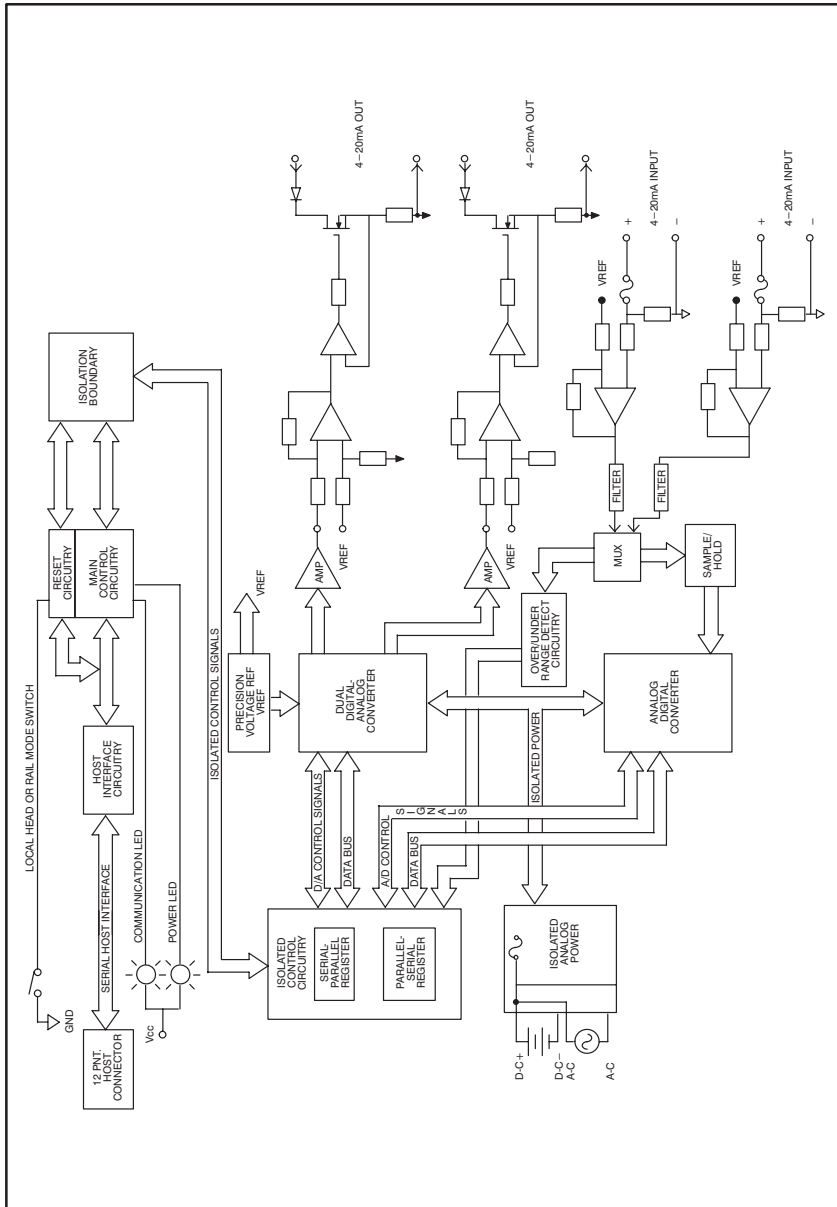 LOCAL HEAD OR RAIL MODE SWITCH
GND
12 PNT.
HOST
CONNECTOR
SERIAL HOST INTERFACE
HOST
INTERFACE
CIRCUITRY
RESET
CIRCUITRY
MAIN
CONTROL
CIRCUITRY
ISOLATION
BOUNDARY
COMMUNICATION LED
POWER LED
Vcc
ISOLATED CONTROL SIGNALS
ISOLATED
CONTROL
CIRCUITRY
SERIAL-
PARALLEL
REGISTER
PARALLEL-
SERIAL
REGISTER
D/A CONTROL SIGNALS
DATA BUS
A/D CONTROL
SIGNALS
DATA BUS
PRECISION
VOLTAGE REF
VREF
VREF
DUAL
DIGITAL-
ANALOG
CONVERTER
AMP
VREF
4-20mA OUT
AMP
VREF
4-20mA OUT
OVER/UNDER
RANGE DETECT
CIRCUITRY
ISOLATED POWER
ISOLATED
ANALOG
POWER
D-C+
D-C-
A-C
A-C
ANALOG
DIGITAL
CONVERTER
SAMPLE/
HOLD
MUX
FILTER
FILTER
VREF
+
4-20mA INPUT
-
VREF
+
4-20mA INPUT
-